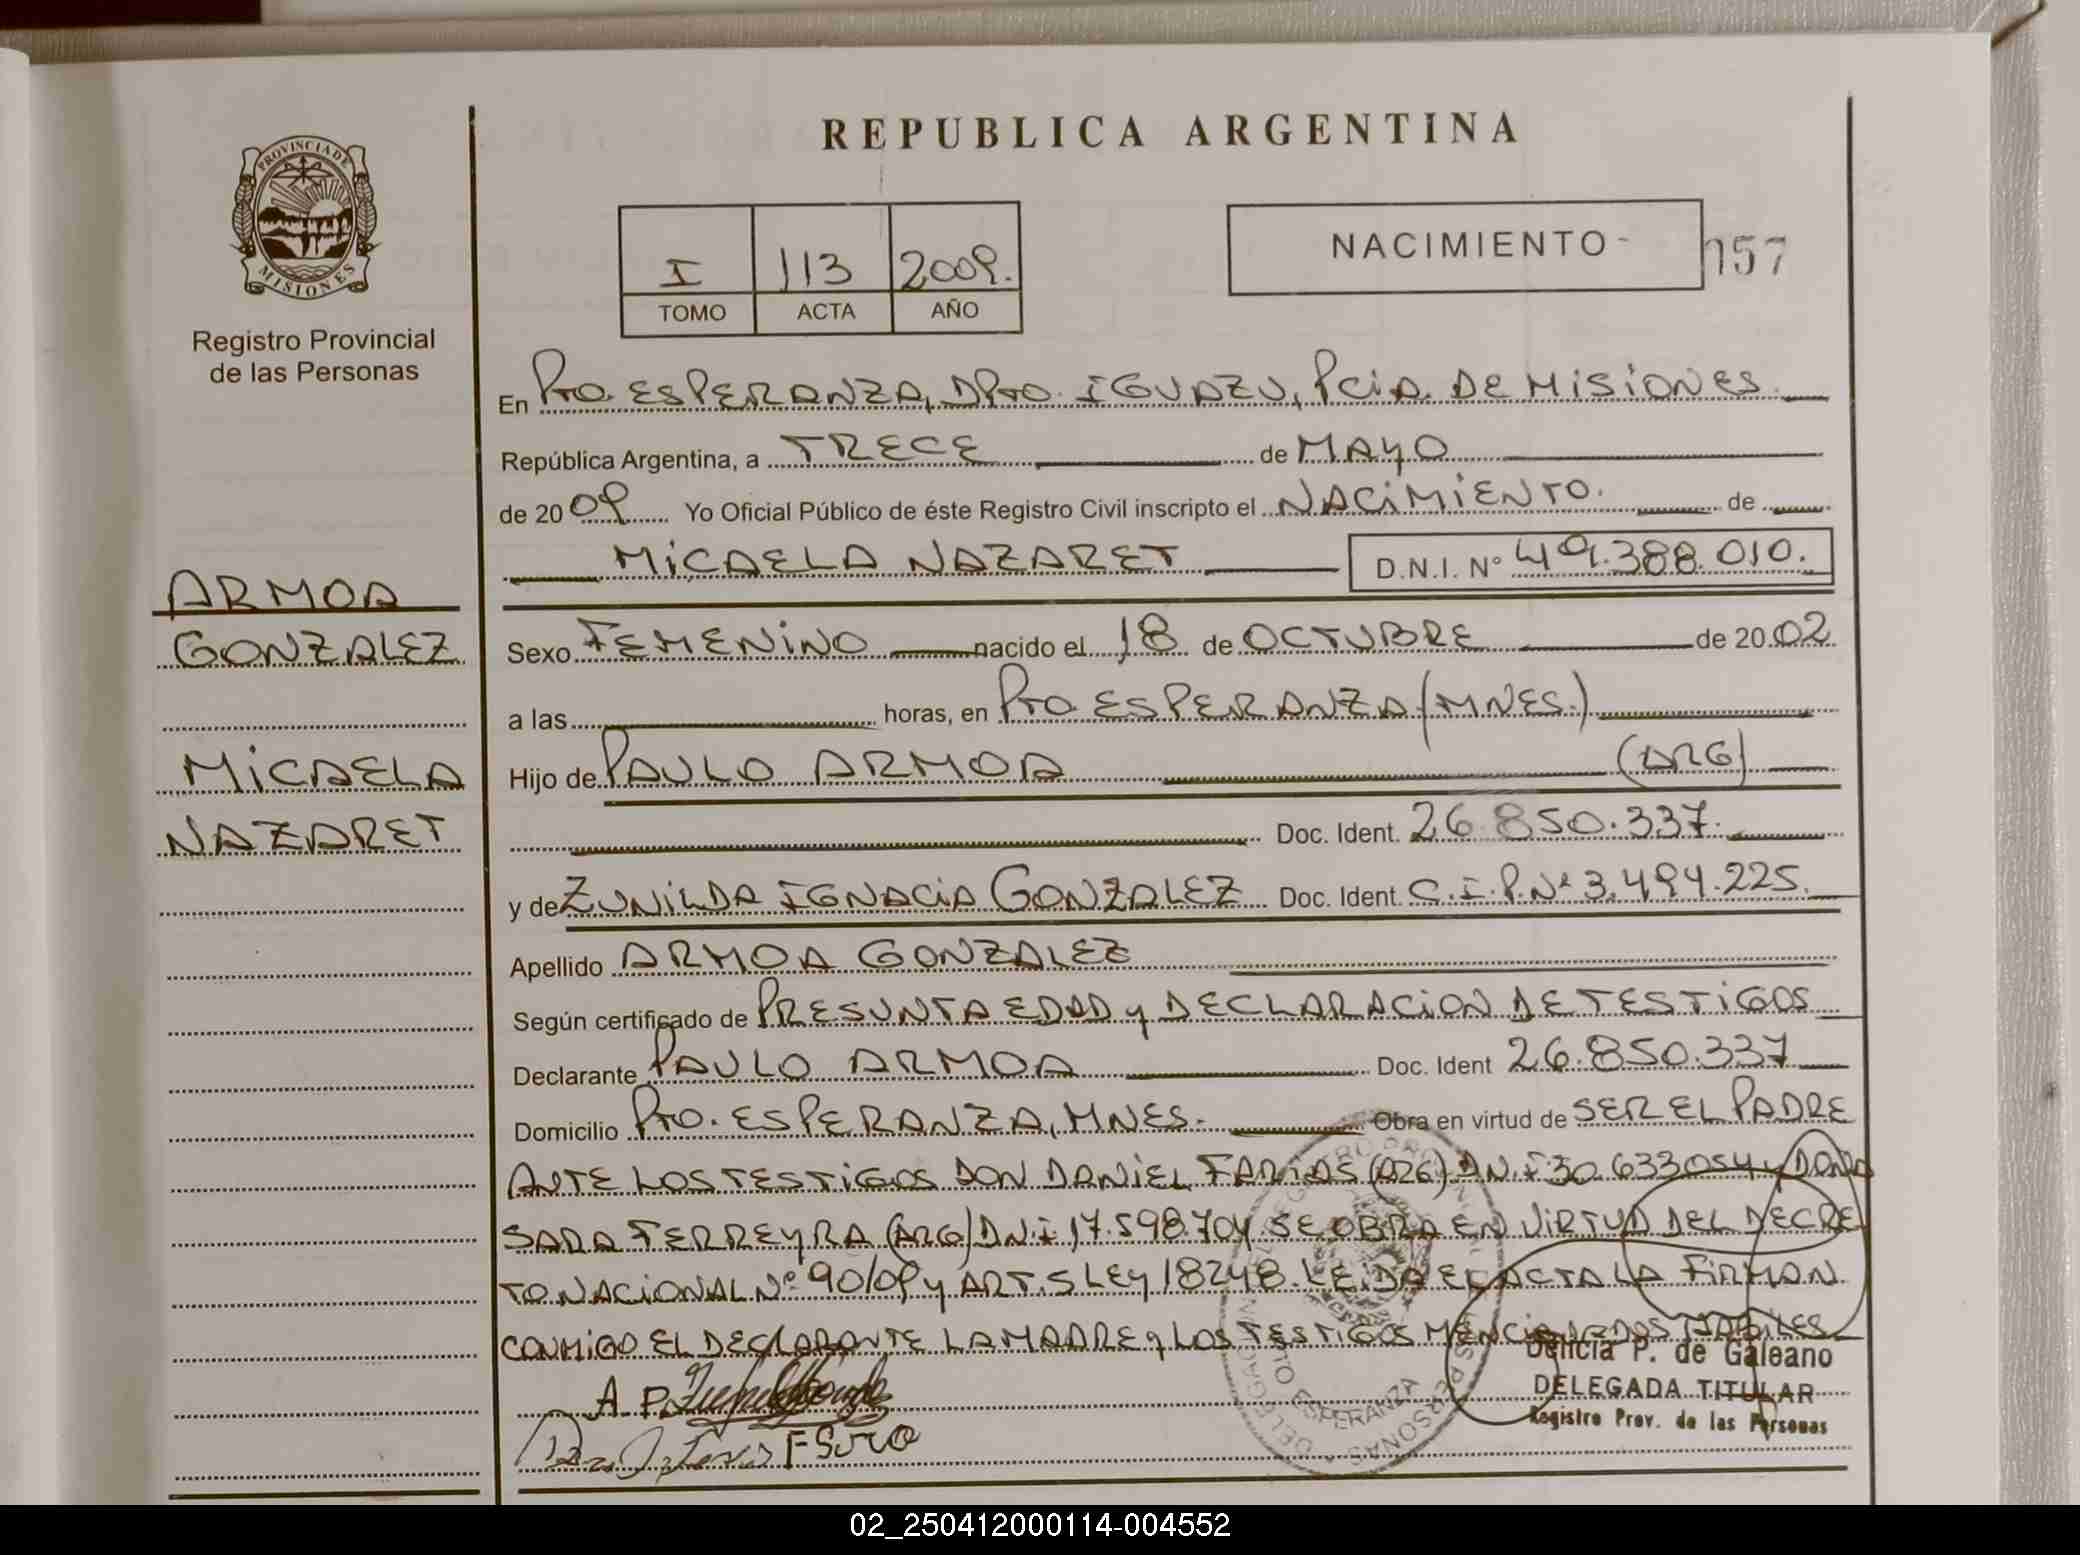 REPUBLICA ARGENTINA
PROVINCIA DE
MISIONES
Registro Provincial
de las Personas
I 113 2009.
TOMO ACTA AÑO
NACIMIENTO
157
En Pto. ESPERANZA, DPTO. IGUAZU, PCIA. DE MISIONES
República Argentina, a TRECE de MAYO
de 2009 Yo Oficial Público de éste Registro Civil inscripto el NACIMIENTO. de
MICAELA NAZARET D.N.I. N° 49.388.010.
ARMOA
GONZALEZ
MICAELA
NAZARET
Sexo FEMENINO nacido el 18 de OCTUBRE de 2002
a las horas, en Pto ESPERANZA (MNES.)
Hijo de PAULO ARMOA (ARG)
Doc. Ident. 26.850.337.
y de ZUNILDA IGNACIA GONZALEZ Doc. Ident. C.I.P.N° 3.494.225.
Apellido ARMOA GONZALEZ
Según certificado de PRESUNTA EDAD y DECLARACION DE TESTIGOS
Declarante PAULO ARMOA Doc. Ident 26.850.337
Domicilio Pto. ESPERANZA, MNES. Obra en virtud de SER EL PADRE
ANTE LOS TESTIGOS DON DANIEL FARIAS (ARG) D.N.I 30.633.054 y DOÑA
SARA FERREYRA (ARG) D.N.I 17.598.704 SE OBRA EN VIRTUD DEL DECRE
TO NACIONAL N° 90/09 y ART. 5 LEY 18248. LEIDA EL ACTA LA FIRMAN
CONMIGO EL DECLARANTE LA MADRE y LOS TESTIGOS MENCIONADOS
Delicia P. de Galeano
DELEGADA TITULAR
Registro Prov. de las Personas
A.P.
ESPERANZA
02_250412000114-004552